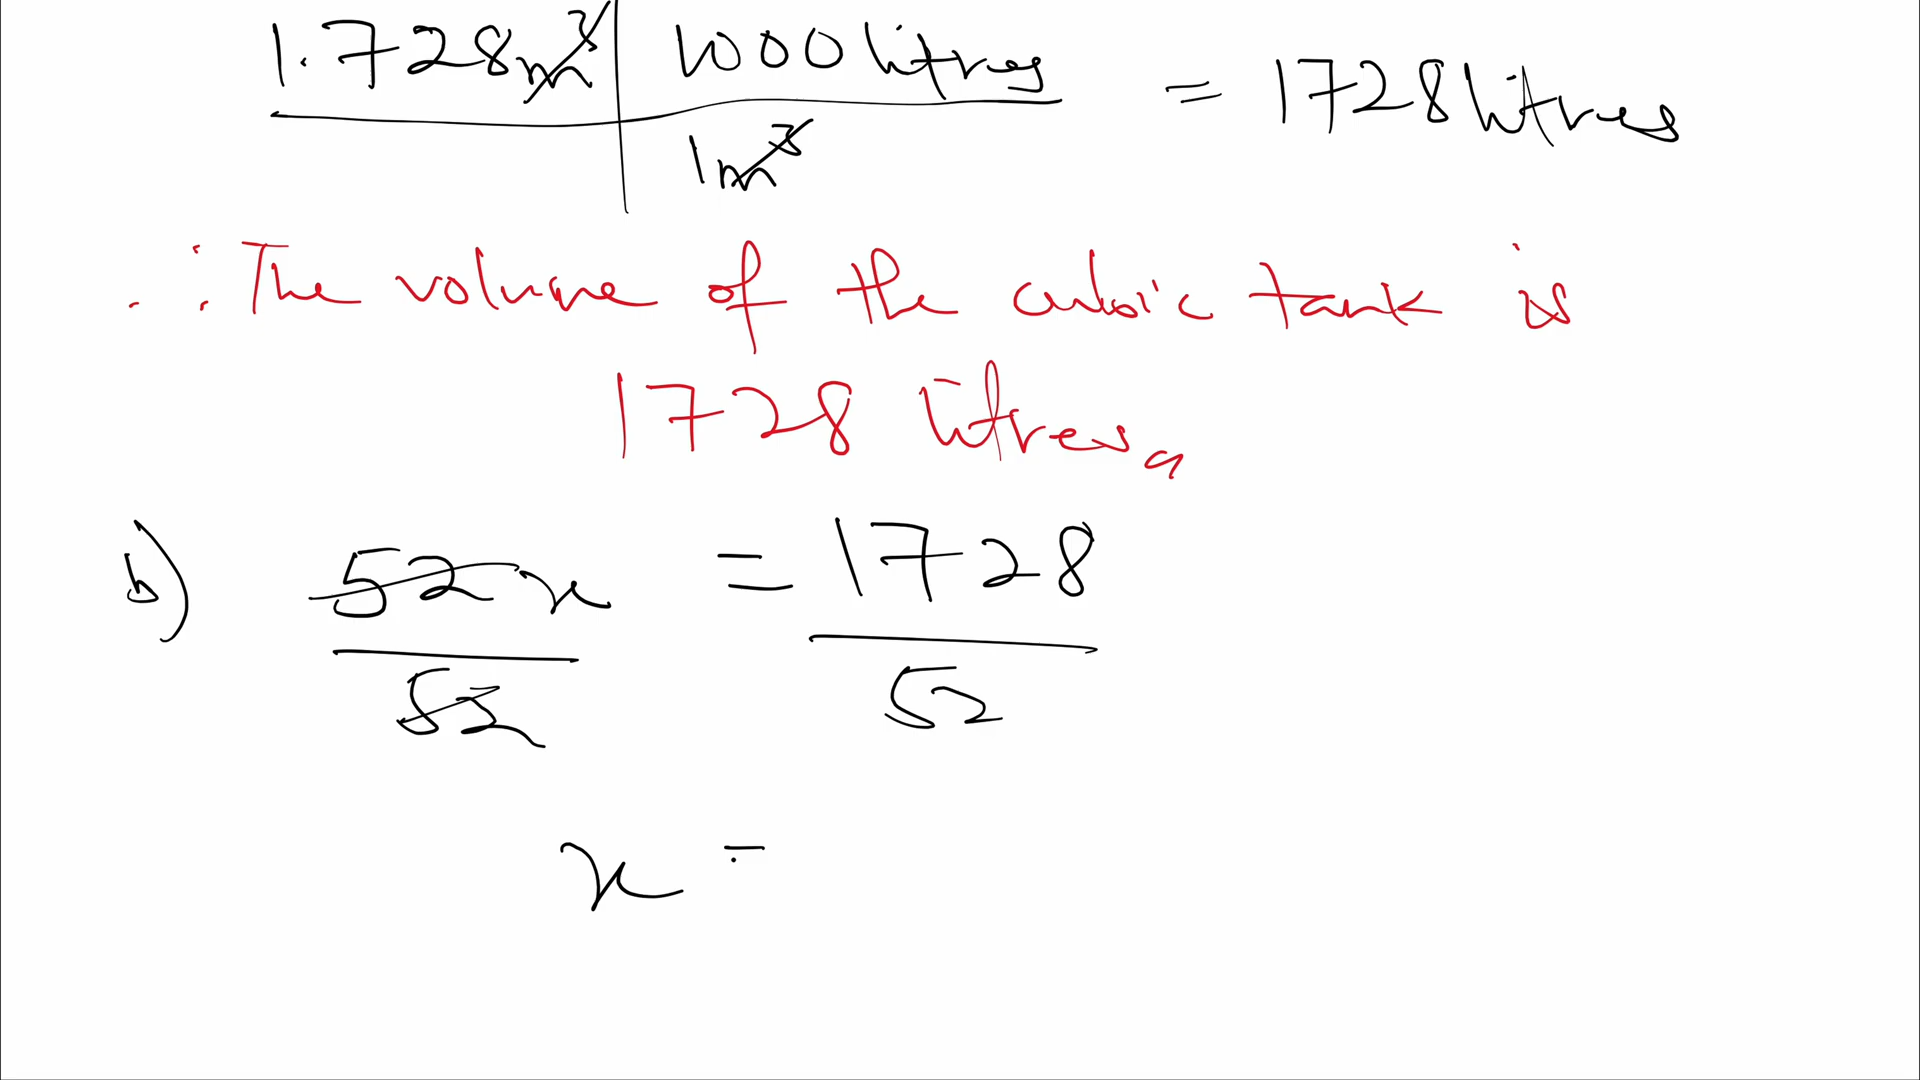 1.728m³ | 1000 litres
= 1728 litres
1m³
∴ The volume of the cubic tank is
1728 litres
b) 52x = 1728
52 52
x =